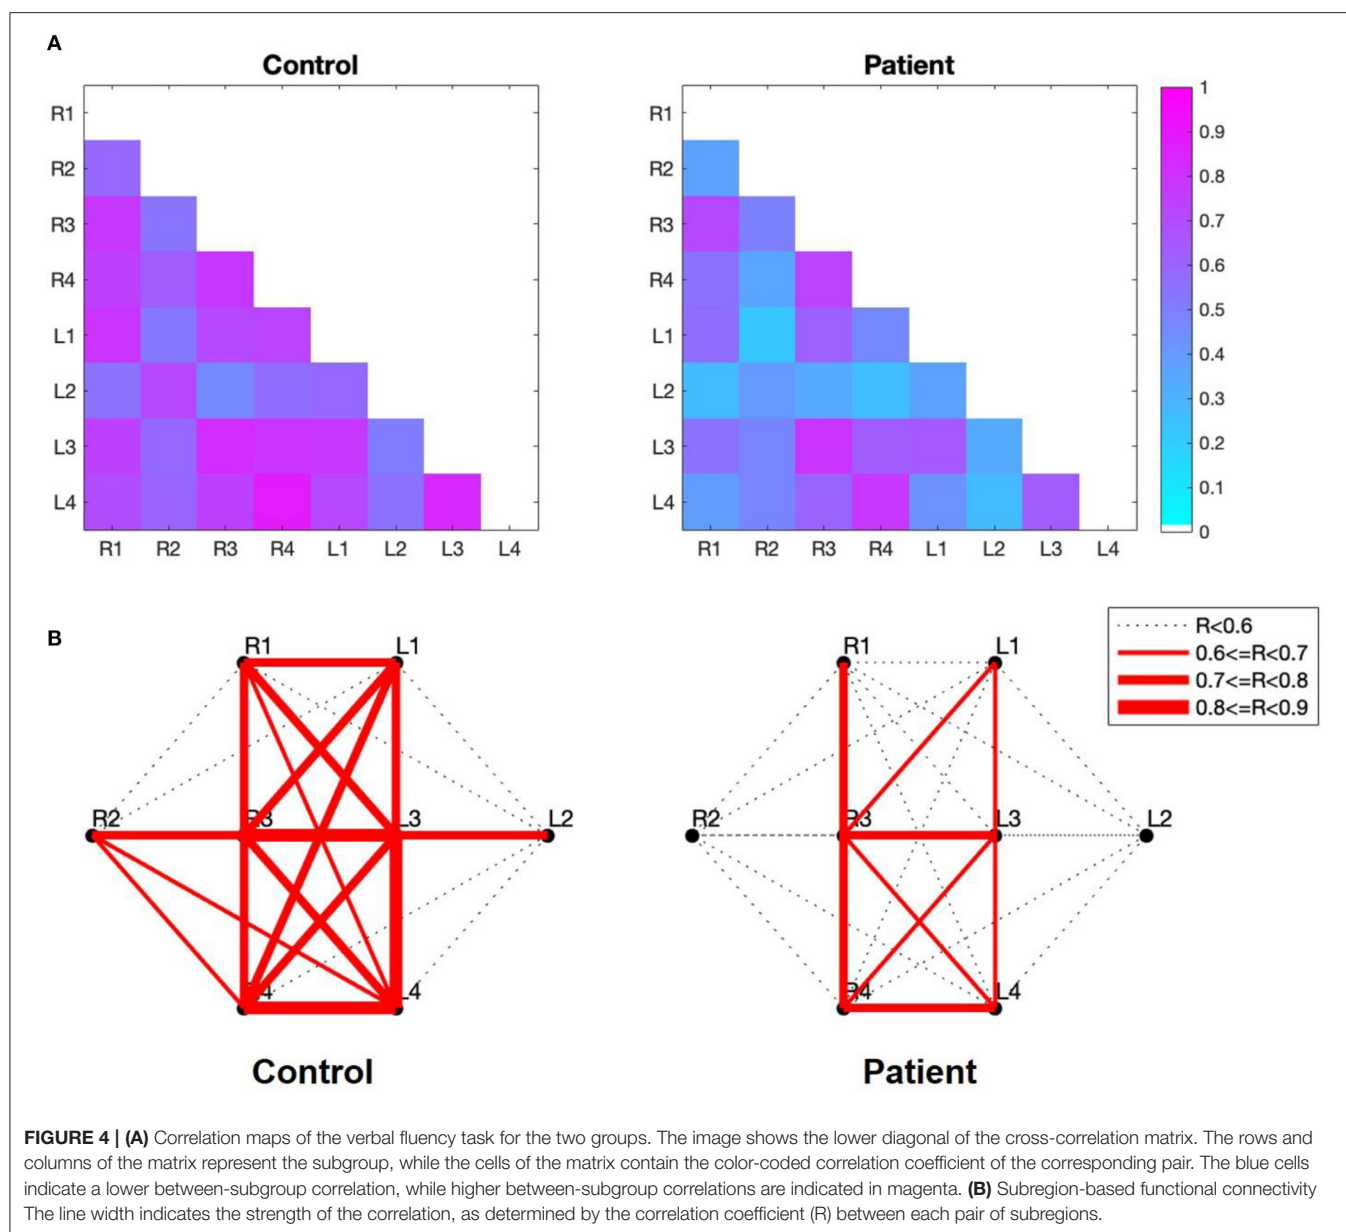 A
Control
Patient
R1
R2
R3
R4
L1
L2
L3
L4
R1 R2 R3 R4 L1 L2 L3 L4
R1
R2
R3
R4
L1
L2
L3
L4
R1 R2 R3 R4 L1 L2 L3 L4
1
0.9
0.8
0.7
0.6
0.5
0.4
0.3
0.2
0.1
0
B
R1 L1
R2 R3 L3 L2
R4 L4
Control
R1 L1
R2 R3 L3 L2
R4 L4
Patient
R<0.6
0.6<=R<0.7
0.7<=R<0.8
0.8<=R<0.9
FIGURE 4 | (A) Correlation maps of the verbal fluency task for the two groups. The image shows the lower diagonal of the cross-correlation matrix. The rows and
columns of the matrix represent the subgroup, while the cells of the matrix contain the color-coded correlation coefficient of the corresponding pair. The blue cells
indicate a lower between-subgroup correlation, while higher between-subgroup correlations are indicated in magenta. (B) Subregion-based functional connectivity
The line width indicates the strength of the correlation, as determined by the correlation coefficient (R) between each pair of subregions.